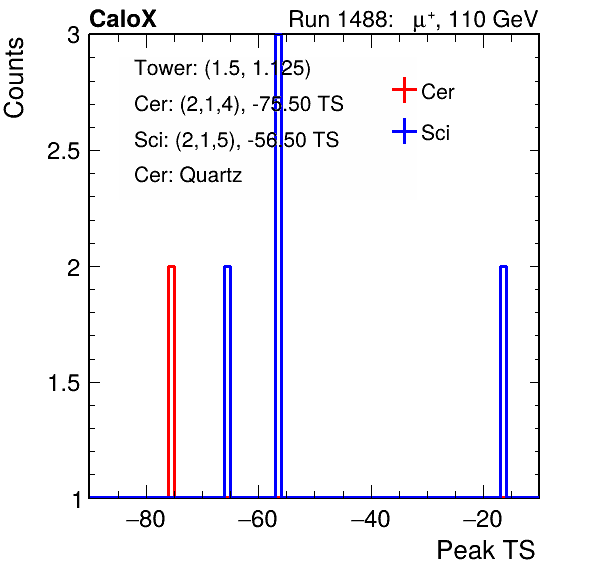 CaloX Run 1488: μ⁺, 110 GeV
Counts
3
2.5
2
1.5
1
Tower: (1.5, 1.125)
Cer: (2,1,4), -75.50 TS
Sci: (2,1,5), -56.50 TS
Cer: Quartz
Cer
Sci
−80 −60 −40 −20
Peak TS